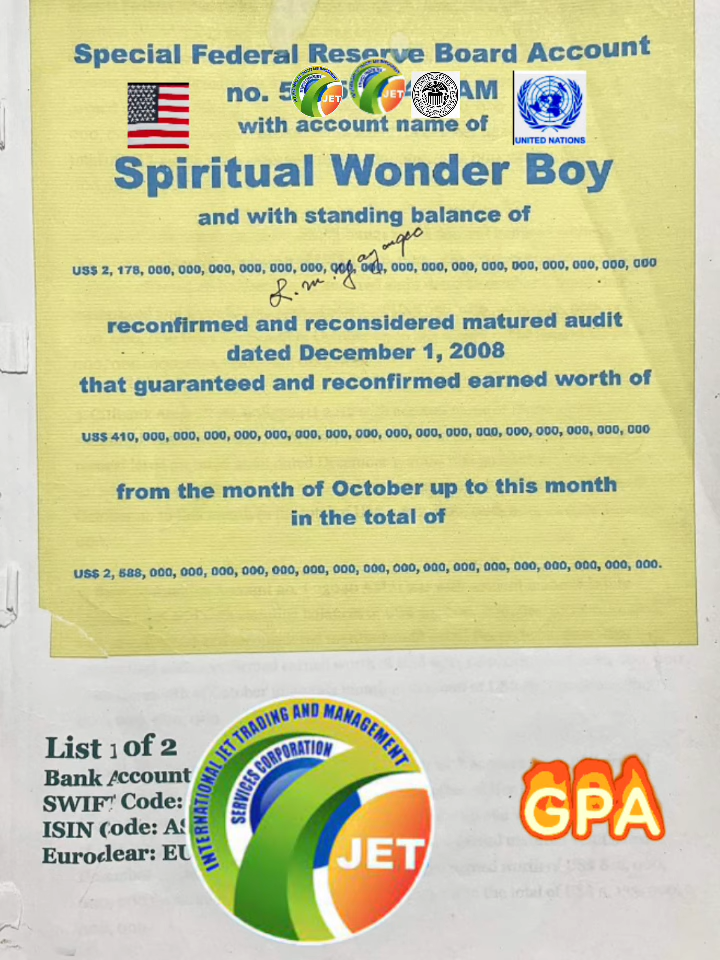 Special Federal Reserve Board Account
no. 5 AM
with account name of
UNITED NATIONS
Spiritual Wonder Boy
and with standing balance of
US$ 2, 178, 000, 000, 000, 000, 000, 000, 000, 000, 000, 000, 000, 000, 000, 000, 000, 000, 000
reconfirmed and reconsidered matured audit
dated December 1, 2008
that guaranteed and reconfirmed earned worth of
US$ 410, 000, 000, 000, 000, 000, 000, 000, 000, 000, 000, 000, 000, 000, 000, 000, 000, 000
from the month of October up to this month
in the total of
US$ 2, 588, 000, 000, 000, 000, 000, 000, 000, 000, 000, 000, 000, 000, 000, 000, 000, 000, 000.
List 1 of 2
Bank Account
SWIFT Code:
ISIN Code: AS
Euroclear: EU
INTERNATIONAL JET TRADING AND MANAGEMENT
SERVICES CORPORATION
JET
GPA